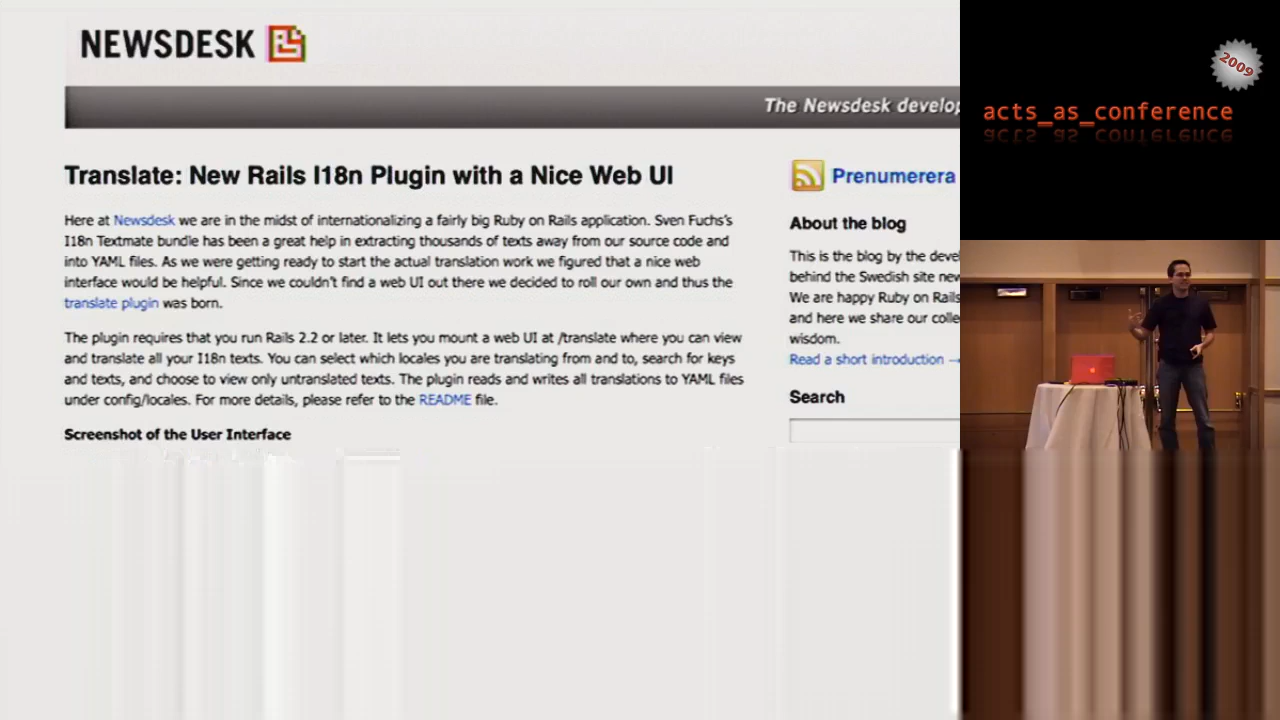 NEWSDESK
The Newsdesk develop
Translate: New Rails I18n Plugin with a Nice Web UI
Here at Newsdesk we are in the midst of internationalizing a fairly big Ruby on Rails application. Sven Fuchs's
I18n Textmate bundle has been a great help in extracting thousands of texts away from our source code and
into YAML files. As we were getting ready to start the actual translation work we figured that a nice web
interface would be helpful. Since we couldn't find a web UI out there we decided to roll our own and thus the
translate plugin was born.
The plugin requires that you run Rails 2.2 or later. It lets you mount a web UI at /translate where you can view
and translate all your I18n texts. You can select which locales you are translating from and to, search for keys
and texts, and choose to view only untranslated texts. The plugin reads and writes all translations to YAML files
under config/locales. For more details, please refer to the README file.
Screenshot of the User Interface
Prenumerera
About the blog
This is the blog by the deve
behind the Swedish site new
We are happy Ruby on Rails
and here we share our colle
wisdom.
Read a short introduction →
Search
2009
acts_as_conference